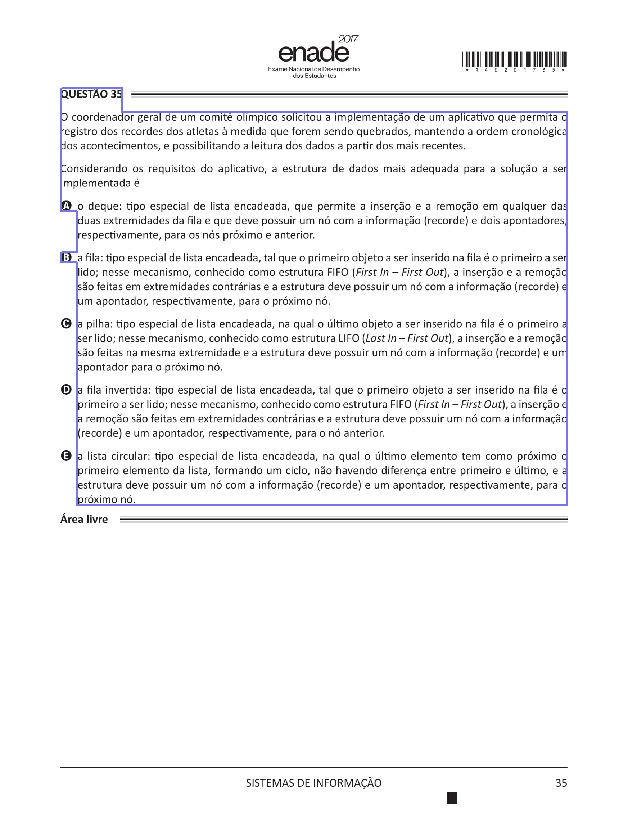 2017
enade
Exame Nacional de Desempenho
dos Estudantes
QUESTÃO 35
O coordenador geral de um comitê olímpico solicitou a implementação de um aplicativo que permita o
registro dos recordes dos atletas à medida que forem sendo quebrados, mantendo a ordem cronológica
dos acontecimentos, e possibilitando a leitura dos dados a partir dos mais recentes.
Considerando os requisitos do aplicativo, a estrutura de dados mais adequada para a solução a ser
implementada é
A o deque: tipo especial de lista encadeada, que permite a inserção e a remoção em qualquer das
duas extremidades da fila e que deve possuir um nó com a informação (recorde) e dois apontadores,
respectivamente, para os nós próximo e anterior.
B a fila: tipo especial de lista encadeada, tal que o primeiro objeto a ser inserido na fila é o primeiro a ser
lido; nesse mecanismo, conhecido como estrutura FIFO (First In – First Out), a inserção e a remoção
são feitas em extremidades contrárias e a estrutura deve possuir um nó com a informação (recorde) e
um apontador, respectivamente, para o próximo nó.
C a pilha: tipo especial de lista encadeada, na qual o último objeto a ser inserido na fila é o primeiro a
ser lido; nesse mecanismo, conhecido como estrutura LIFO (Last In – First Out), a inserção e a remoção
são feitas na mesma extremidade e a estrutura deve possuir um nó com a informação (recorde) e um
apontador para o próximo nó.
D a fila invertida: tipo especial de lista encadeada, tal que o primeiro objeto a ser inserido na fila é o
primeiro a ser lido; nesse mecanismo, conhecido como estrutura FIFO (First In – First Out), a inserção e
a remoção são feitas em extremidades contrárias e a estrutura deve possuir um nó com a informação
(recorde) e um apontador, respectivamente, para o nó anterior.
E a lista circular: tipo especial de lista encadeada, na qual o último elemento tem como próximo o
primeiro elemento da lista, formando um ciclo, não havendo diferença entre primeiro e último, e a
estrutura deve possuir um nó com a informação (recorde) e um apontador, respectivamente, para o
próximo nó.
Área livre
SISTEMAS DE INFORMAÇÃO
35